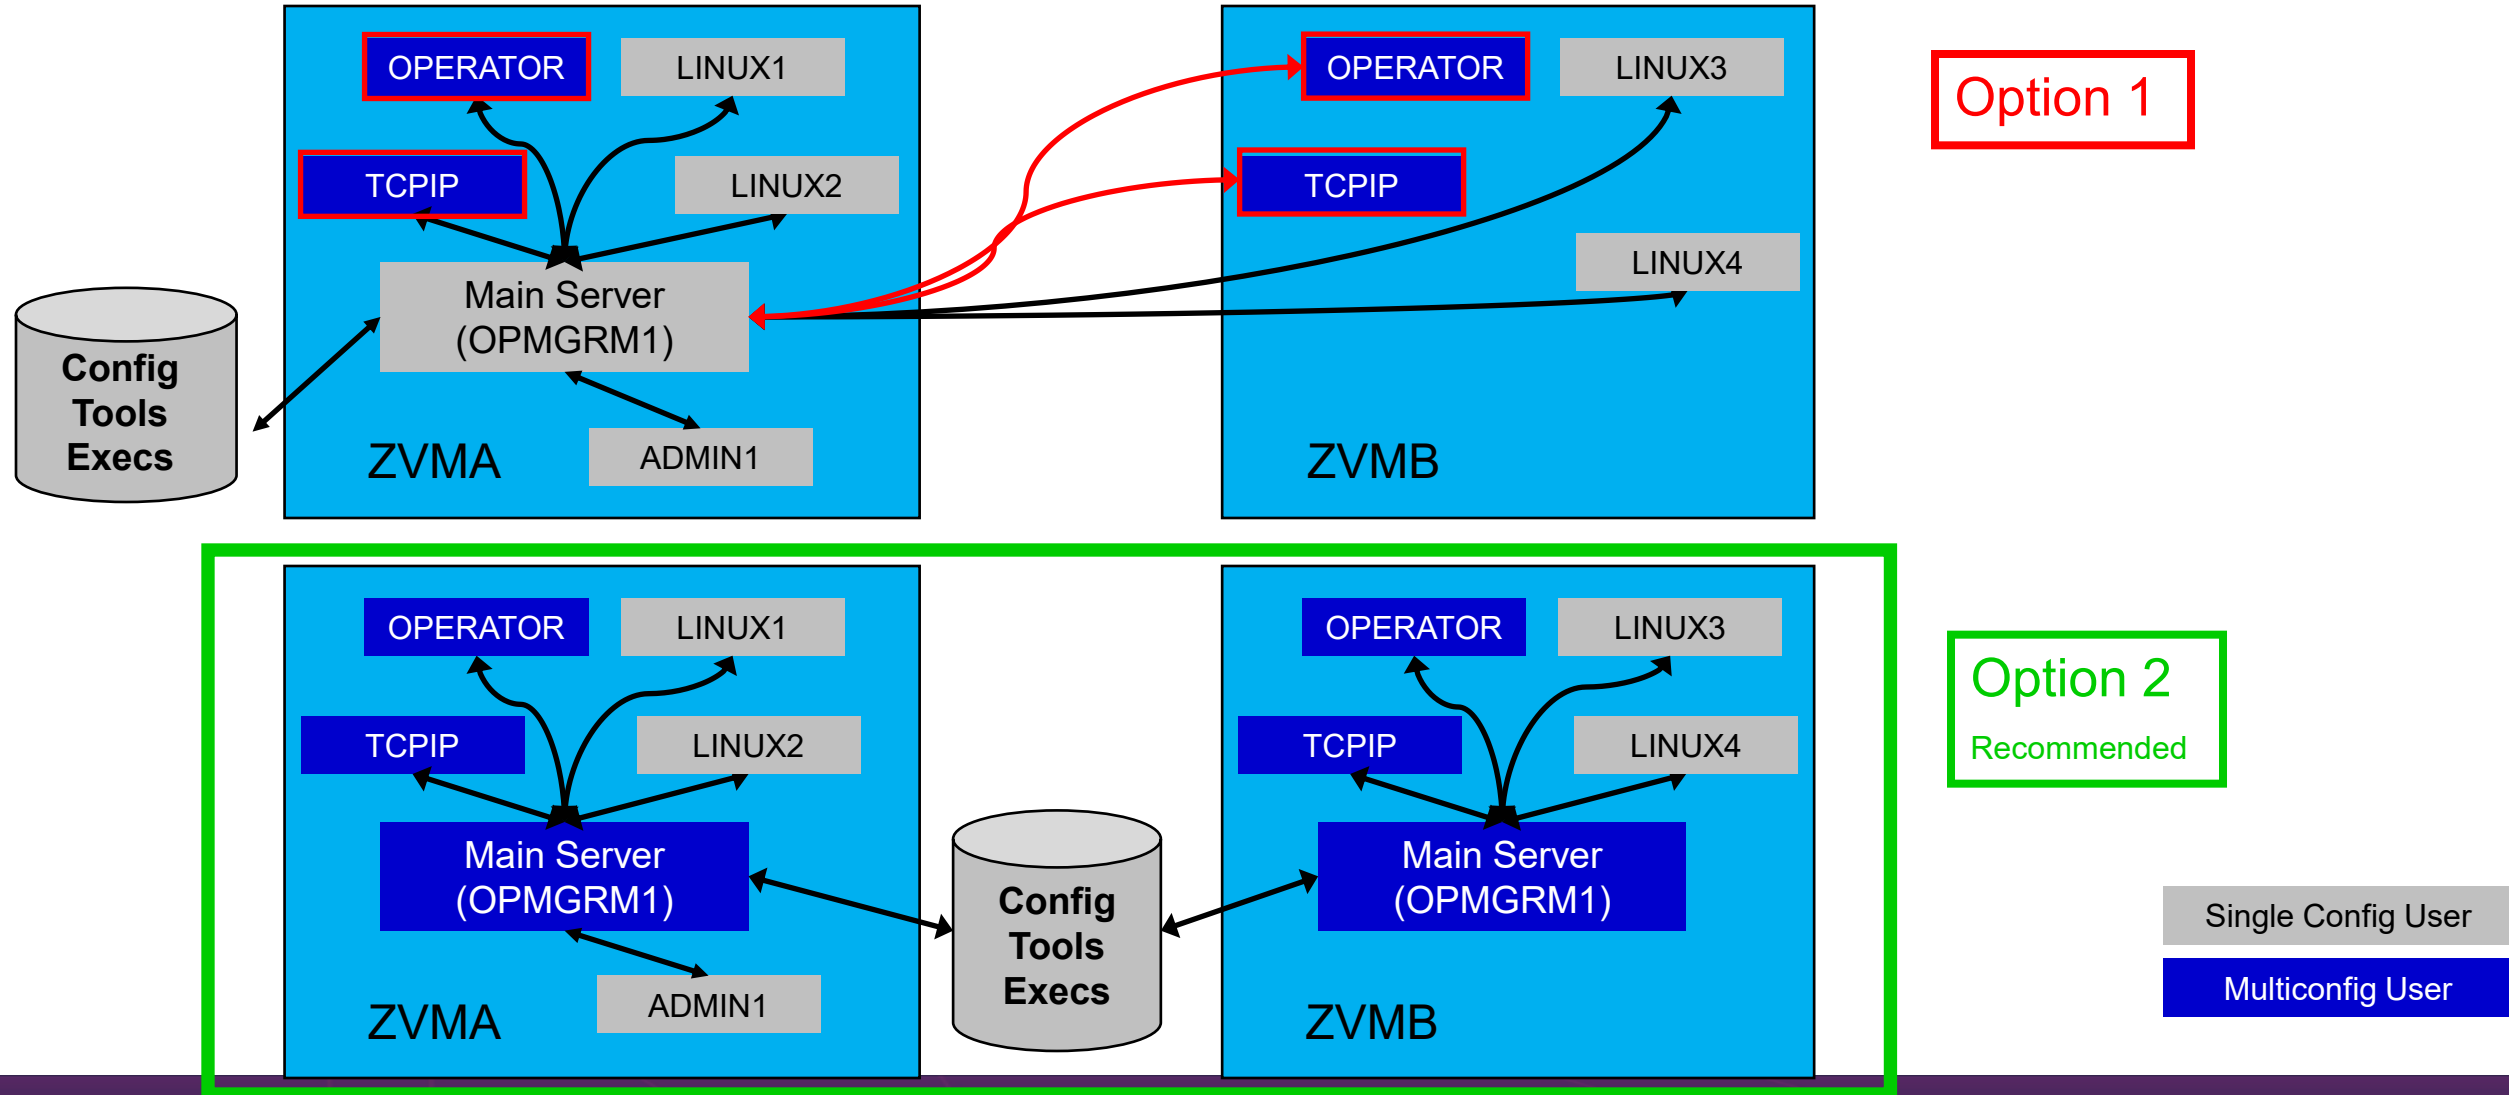 OPERATOR
LINUX1
TCPIP
LINUX2
Main Server
(OPMGRM1)
Config
Tools
Execs
ZVMA
ADMIN1
OPERATOR
LINUX3
TCPIP
LINUX4
ZVMB
Option 1
OPERATOR
LINUX1
TCPIP
LINUX2
Main Server
(OPMGRM1)
ZVMA
ADMIN1
Config
Tools
Execs
OPERATOR
LINUX3
TCPIP
LINUX4
Main Server
(OPMGRM1)
ZVMB
Option 2
Recommended
Single Config User
Multiconfig User